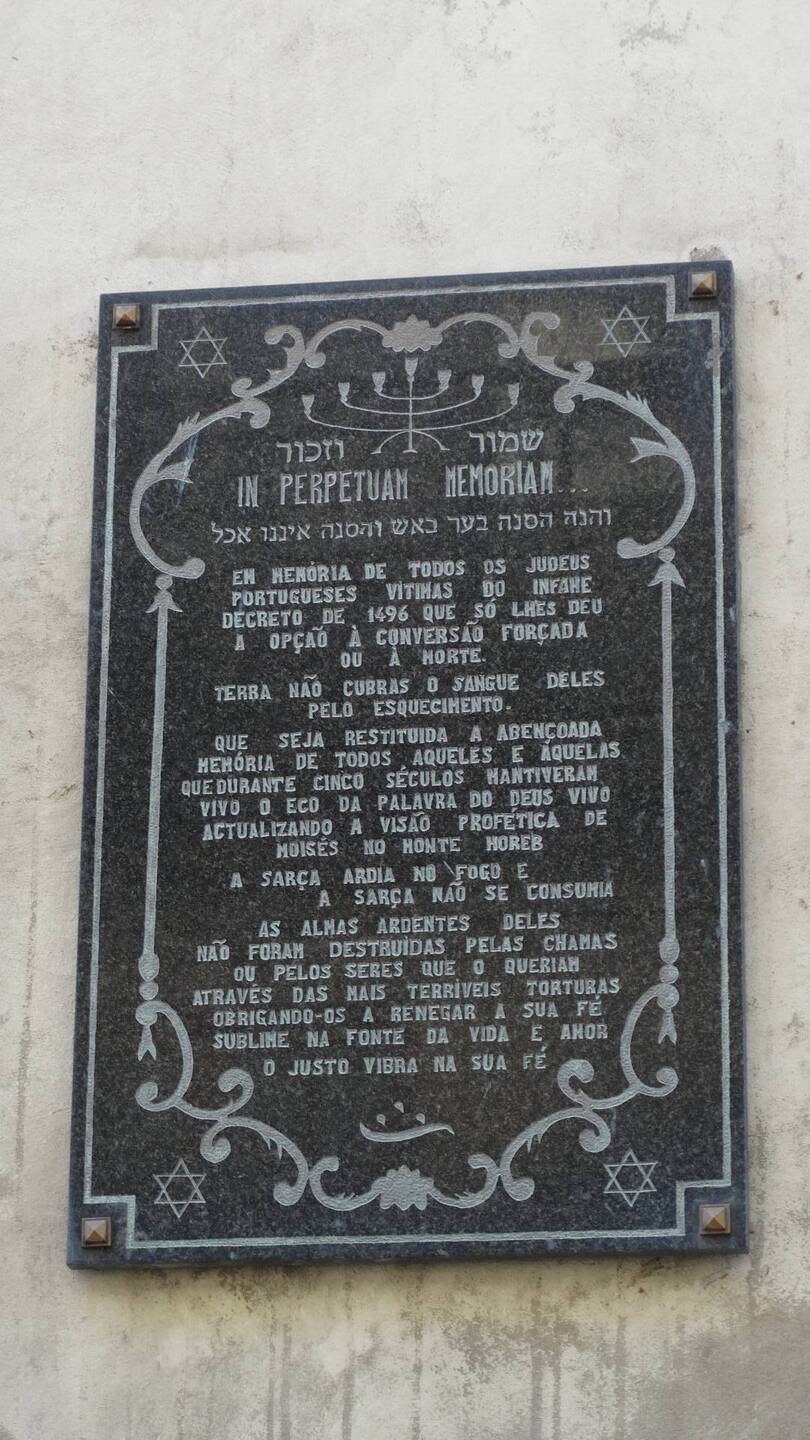 שמור וזכור
IN PERPETUAM MEMORIAM...
והנה הסנה בער באש והסנה איננו אכל
EM MEMÓRIA DE TODOS OS JUDEUS
PORTUGUESES VÍTIMAS DO INFAME
DECRETO DE 1496 QUE SÓ LHES DEU
A OPÇAÕ À CONVERSÃO FORÇADA
OU À MORTE.
TERRA NÃO CUBRAS O SANGUE DELES
PELO ESQUECIMENTO.
QUE SEJA RESTITUIDA A ABENÇOADA
MEMÓRIA DE TODOS AQUELES E ÁQUELAS
QUE DURANTE CINCO SÉCULOS MANTIVERAM
VIVO O ECO DA PALAVRA DO DEUS VIVO
ACTUALIZANDO A VISÃO PROFÉTICA DE
MOISÉS NO MONTE HOREB
A SARÇA ARDIA NO FOGO E
A SARÇA NÃO SE CONSUMIA
AS ALMAS ARDENTES DELES
NÃO FORAM DESTRUÍDAS PELAS CHAMAS
OU PELOS SERES QUE O QUERIAM
ATRAVÉS DAS MAIS TERRÍVEIS TORTURAS
OBRIGANDO-OS A RENEGAR A SUA FÉ
SUBLIME NA FONTE DA VIDA E AMOR
O JUSTO VIBRA NA SUA FÉ